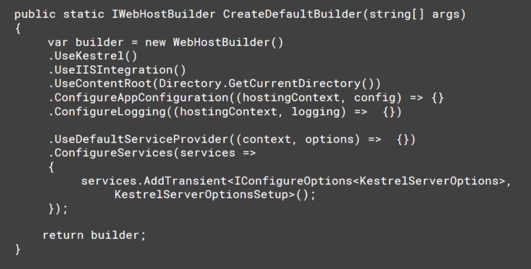 public static IWebHostBuilder CreateDefaultBuilder(string[] args)
{
    var builder = new WebHostBuilder()
    .UseKestrel()
    .UseIISIntegration()
    .UseContentRoot(Directory.GetCurrentDirectory())
    .ConfigureAppConfiguration((hostingContext, config) => {}
    .ConfigureLogging((hostingContext, logging) =>  {})

    .UseDefaultServiceProvider((context, options) =>  {})
    .ConfigureServices(services =>
    {
        services.AddTransient<IConfigureOptions<KestrelServerOptions>,
            KestrelServerOptionsSetup>();
    });

    return builder;
}